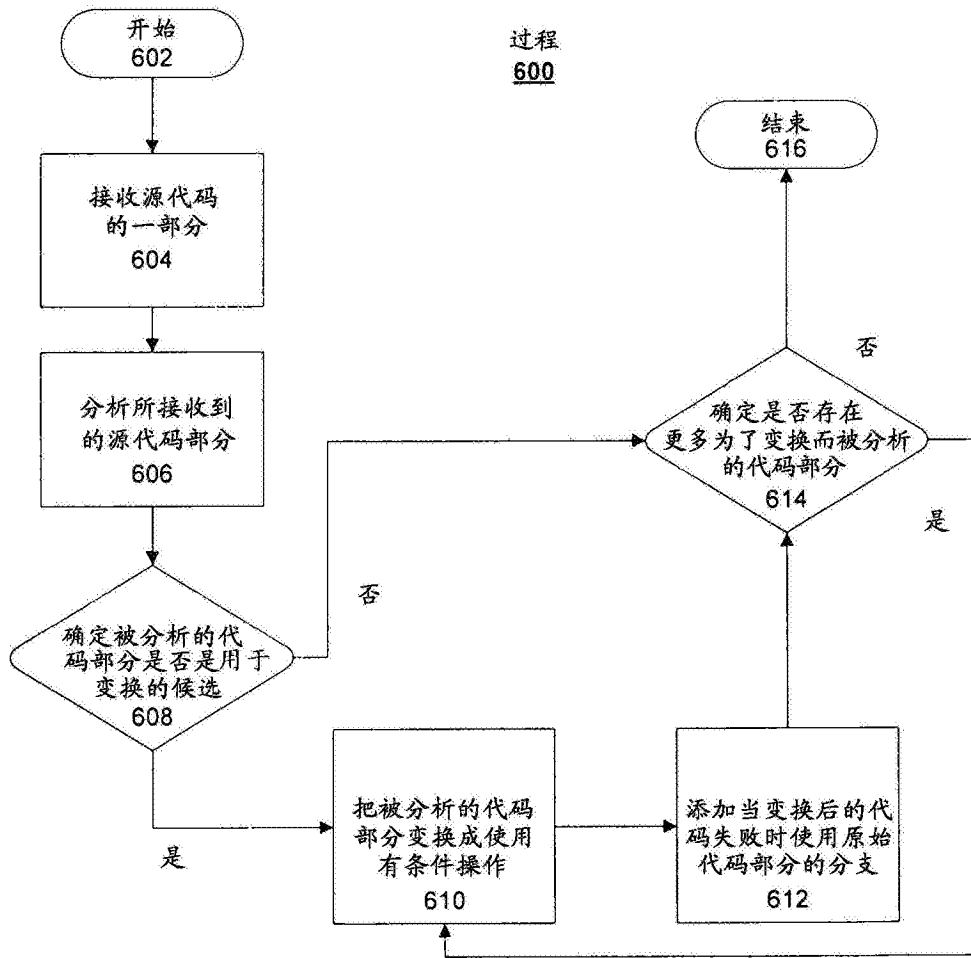 开始
602
过程
600
结束
616
接收源代码
的一部分
604
分析所接收到
的源代码部分
606
否
确定是否存在
更多为了变换而被分析
的代码部分
614
是
否
确定被分析的代
码部分是否是用于
变换的候选
608
是
把被分析的代码
部分变换成使用
有条件操作
610
添加当变换后的代
码失败时使用原始
代码部分的分支
612